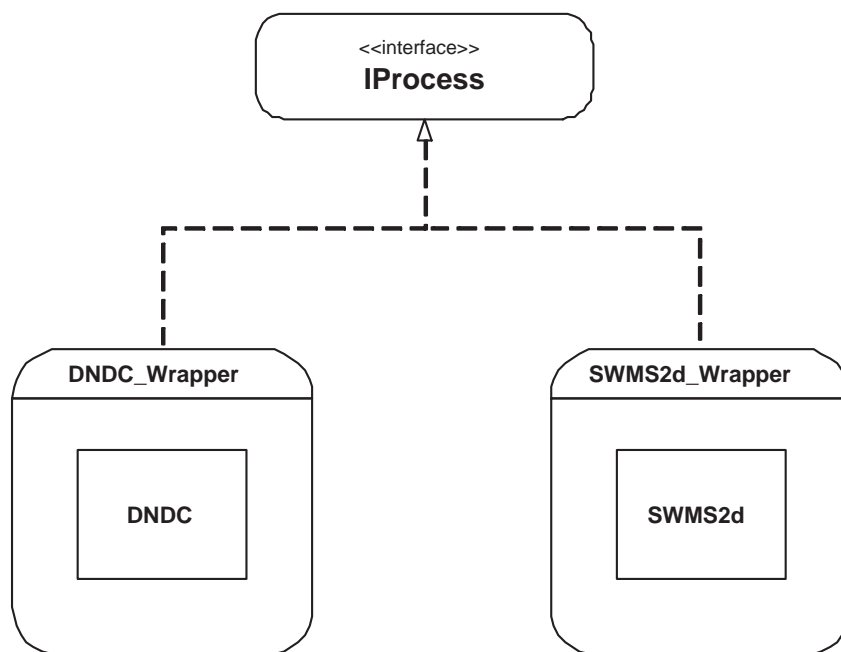 <<interface>>
IProcess
DNDC_Wrapper
SWMS2d_Wrapper
DNDC
SWMS2d